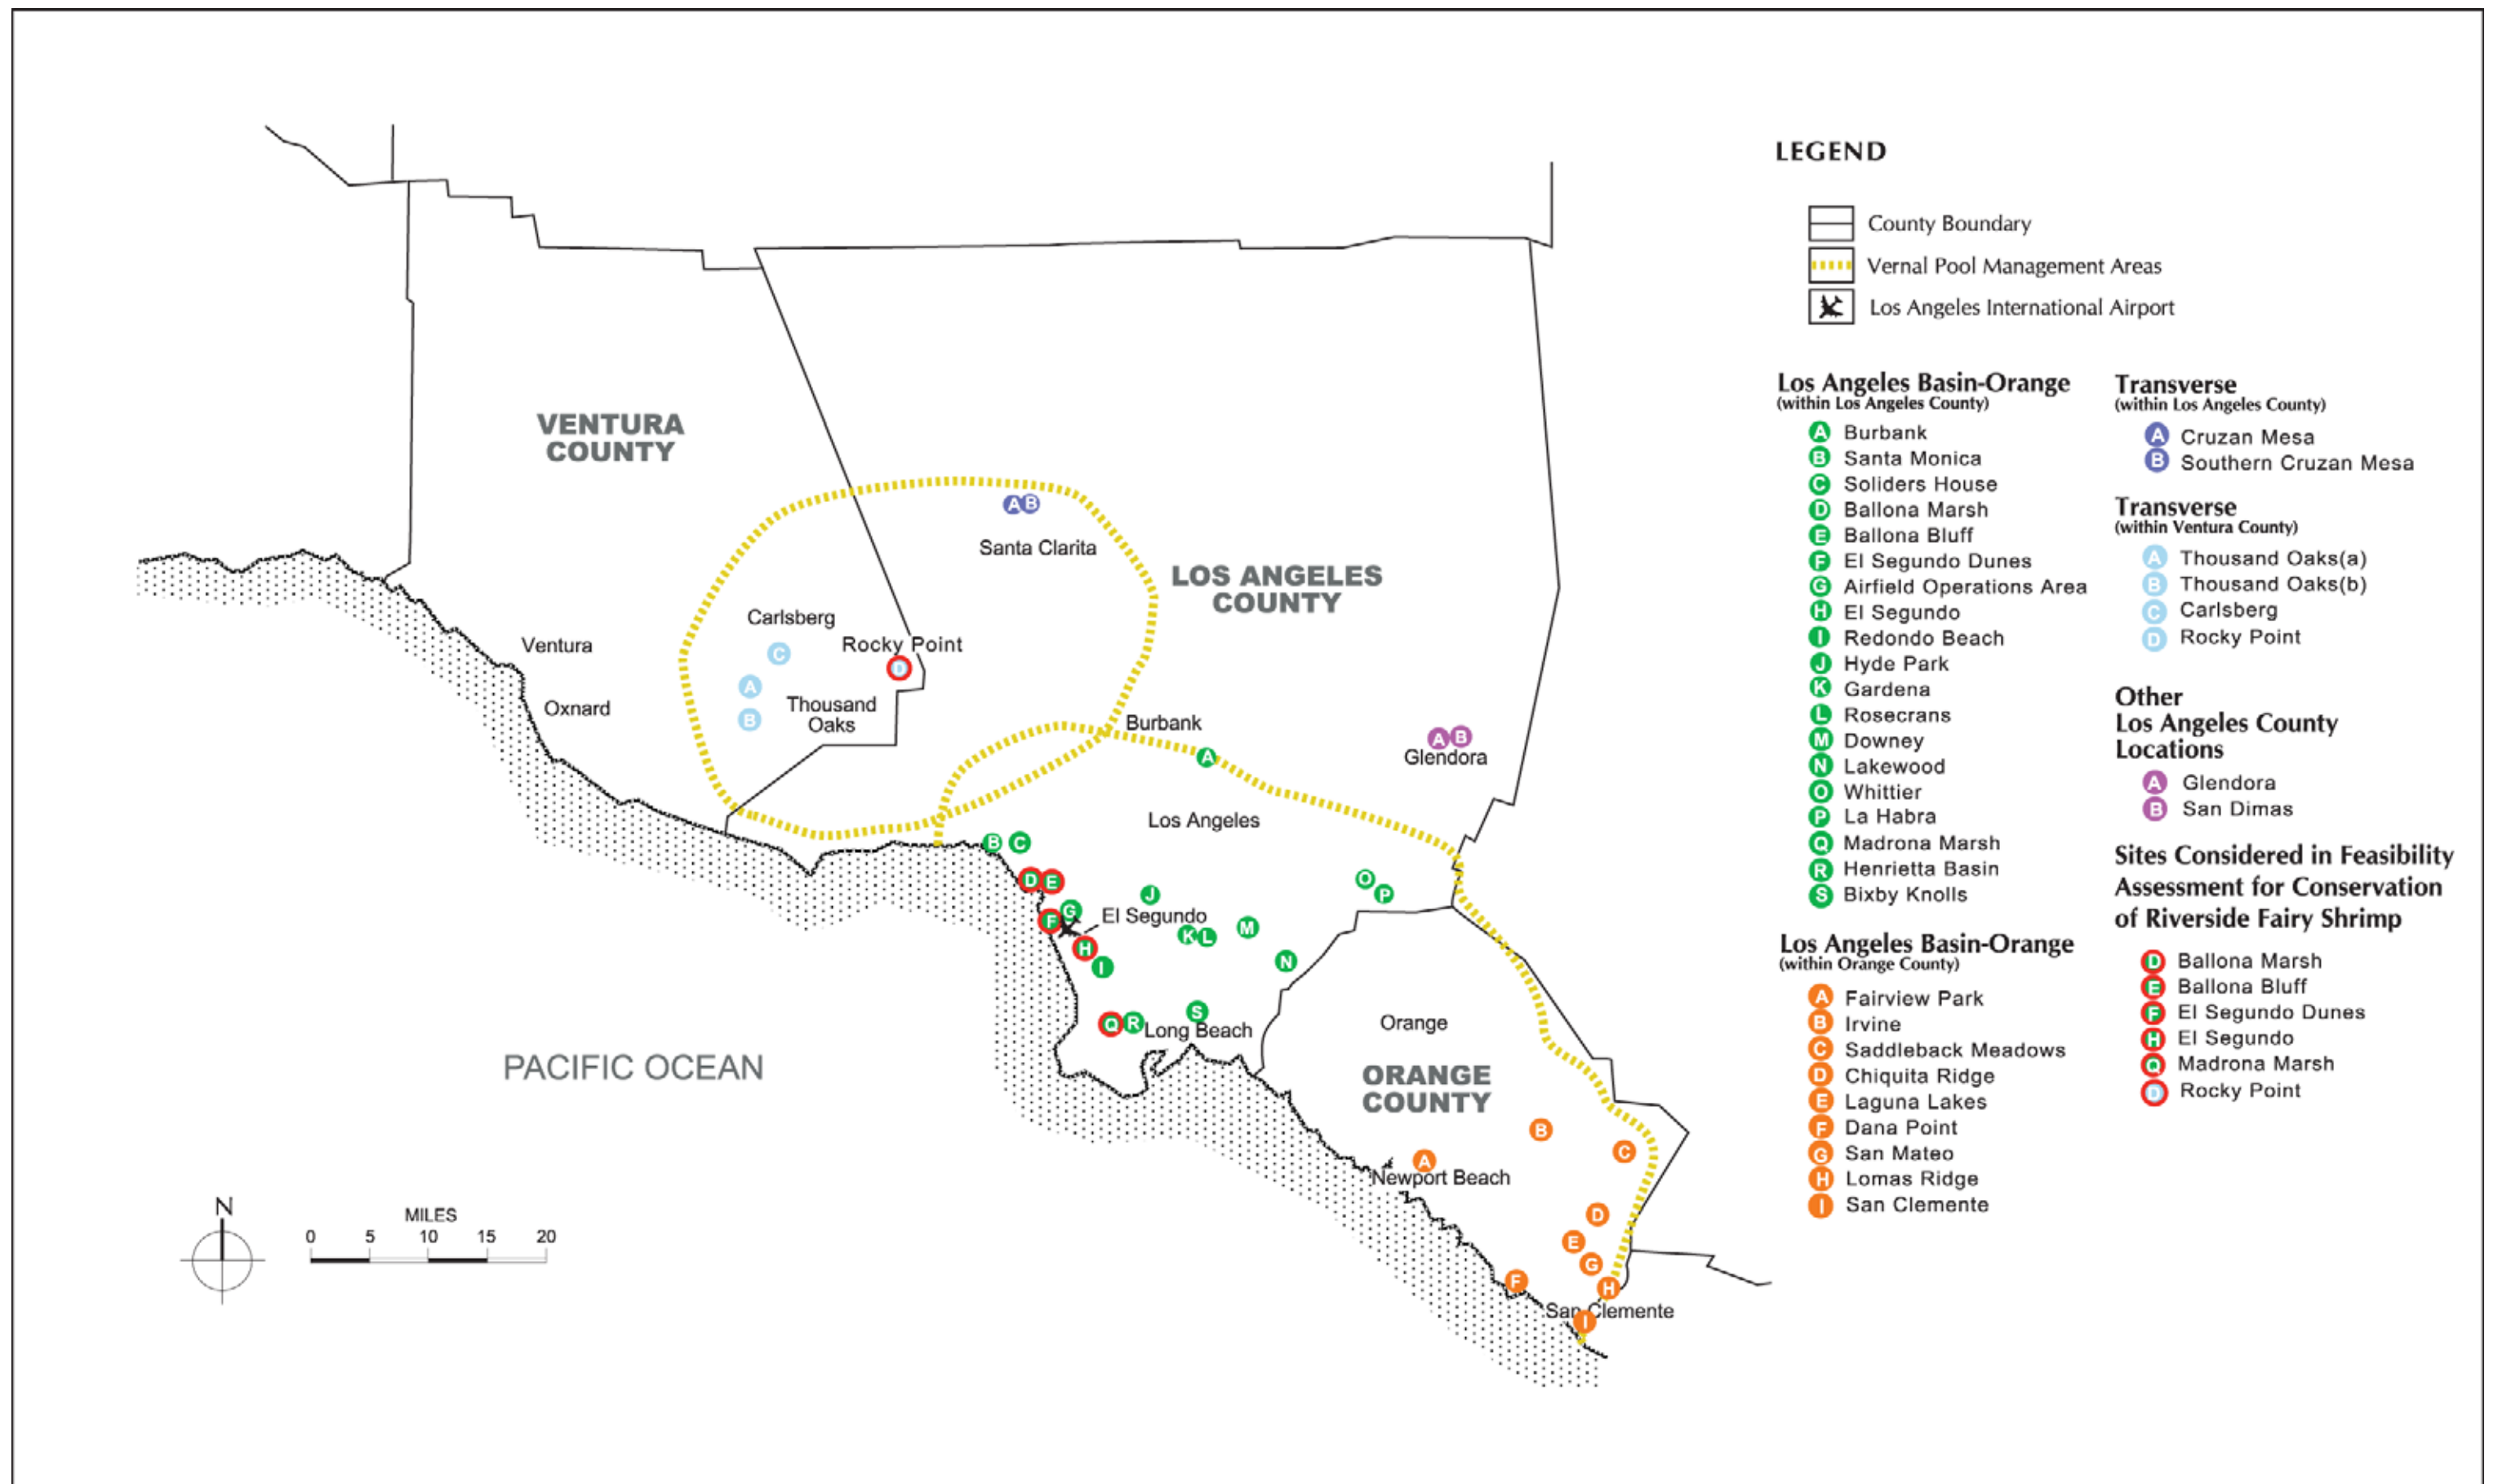 VENTURA
COUNTY
A B
Santa Clarita
LOS ANGELES
COUNTY
Carlsberg
Rocky Point
Ventura
C
D
A
Thousand
Oaks
Oxnard
B
Burbank
A
A B
Glendora
Los Angeles
B C
D E
O
P
J
G
El Segundo
F
K L
M
H
I
N
Q R
S
Long Beach
Orange
PACIFIC OCEAN
ORANGE
COUNTY
B
C
A
Newport Beach
D
E
G
F
H
San Clemente
I
N
MILES
0 5 10 15 20
LEGEND
County Boundary
Vernal Pool Management Areas
Los Angeles International Airport
Los Angeles Basin-Orange
(within Los Angeles County)
A Burbank
B Santa Monica
C Soliders House
D Ballona Marsh
E Ballona Bluff
F El Segundo Dunes
G Airfield Operations Area
H El Segundo
I Redondo Beach
J Hyde Park
K Gardena
L Rosecrans
M Downey
N Lakewood
O Whittier
P La Habra
Q Madrona Marsh
R Henrietta Basin
S Bixby Knolls
Los Angeles Basin-Orange
(within Orange County)
A Fairview Park
B Irvine
C Saddleback Meadows
D Chiquita Ridge
E Laguna Lakes
F Dana Point
G San Mateo
H Lomas Ridge
I San Clemente
Transverse
(within Los Angeles County)
A Cruzan Mesa
B Southern Cruzan Mesa
Transverse
(within Ventura County)
A Thousand Oaks(a)
B Thousand Oaks(b)
C Carlsberg
D Rocky Point
Other
Los Angeles County
Locations
A Glendora
B San Dimas
Sites Considered in Feasibility
Assessment for Conservation
of Riverside Fairy Shrimp
D Ballona Marsh
E Ballona Bluff
F El Segundo Dunes
H El Segundo
Q Madrona Marsh
D Rocky Point